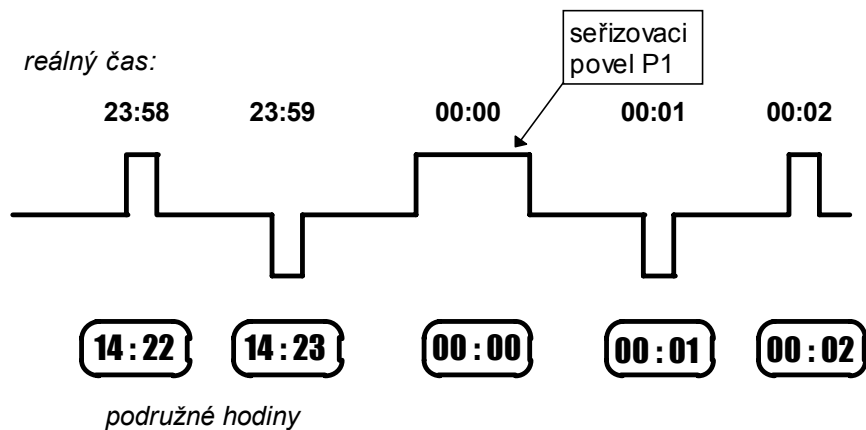 seřizovaci
povel P1
reálný čas:
23:58 23:59 00:00 00:01 00:02
14:22 14:23 00:00 00:01 00:02
podružné hodiny